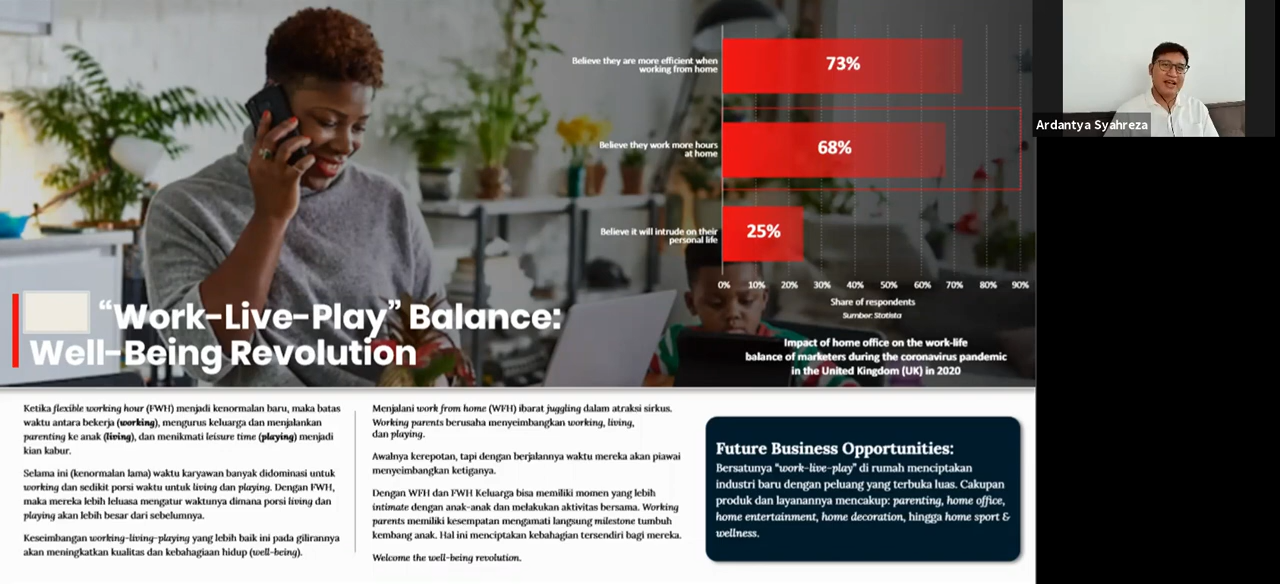 Believe they are more efficient when
working from home
73%
Believe they work more hours
at home
68%
Believe it will intrude on their
personal life
25%
0% 10% 20% 30% 40% 50% 60% 70% 80% 90%
Share of respondents
Sumber: Statista
Impact of home office on the work-life
balance of marketers during the coronavirus pandemic
in the United Kingdom (UK) in 2020
Ardantya Syahreza
“Work-Live-Play” Balance:
Well-Being Revolution
Ketika flexible working hour (FWH) menjadi kenormalan baru, maka batas
waktu antara bekerja (working), mengurus keluarga dan menjalankan
parenting ke anak (living), dan menikmati leisure time (playing) menjadi
kian kabur.
Selama ini (kenormalan lama) waktu karyawan banyak didominasi untuk
working dan sedikit porsi waktu untuk living dan playing. Dengan FWH,
maka mereka lebih leluasa mengatur waktunya dimana porsi living dan
playing akan lebih besar dari sebelumnya.
Keseimbangan working-living-playing yang lebih baik ini pada gilirannya
akan meningkatkan kualitas dan kebahagiaan hidup (well-being).
Menjalani work from home (WFH) ibarat juggling dalam atraksi sirkus.
Working parents berusaha menyeimbangkan working, living,
dan playing.
Awalnya kerepotan, tapi dengan berjalannya waktu mereka akan piawai
menyeimbangkan ketiganya.
Dengan WFH dan FWH Keluarga bisa memiliki momen yang lebih
intimate dengan anak-anak dan melakukan aktivitas bersama. Working
parents memiliki kesempatan mengamati langsung milestone tumbuh
kembang anak. Hal ini menciptakan kebahagian tersendiri bagi mereka.
Welcome the well-being revolution.
Future Business Opportunities:
Bersatunya “work-live-play” di rumah menciptakan
industri baru dengan peluang yang terbuka luas. Cakupan
produk dan layanannya mencakup: parenting, home office,
home entertainment, home decoration, hingga home sport &
wellness.